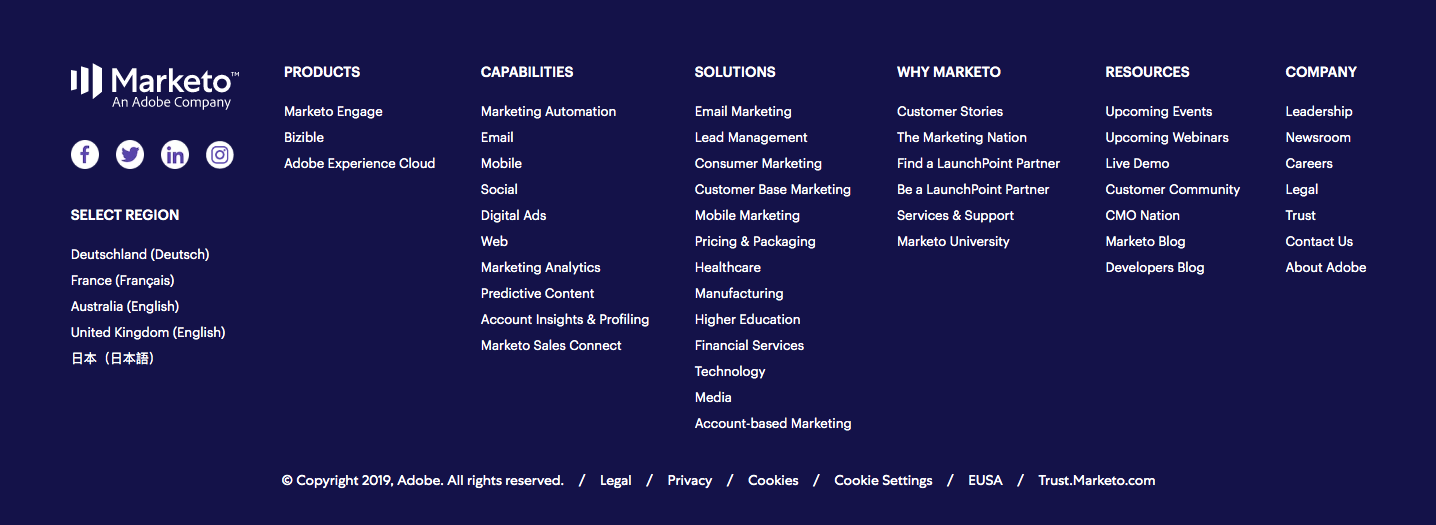 Marketo™
An Adobe Company
SELECT REGION
Deutschland (Deutsch)
France (Français)
Australia (English)
United Kingdom (English)
日本（日本語）
PRODUCTS
Marketo Engage
Bizible
Adobe Experience Cloud
CAPABILITIES
Marketing Automation
Email
Mobile
Social
Digital Ads
Web
Marketing Analytics
Predictive Content
Account Insights & Profiling
Marketo Sales Connect
SOLUTIONS
Email Marketing
Lead Management
Consumer Marketing
Customer Base Marketing
Mobile Marketing
Pricing & Packaging
Healthcare
Manufacturing
Higher Education
Financial Services
Technology
Media
Account-based Marketing
WHY MARKETO
Customer Stories
The Marketing Nation
Find a LaunchPoint Partner
Be a LaunchPoint Partner
Services & Support
Marketo University
RESOURCES
Upcoming Events
Upcoming Webinars
Live Demo
Customer Community
CMO Nation
Marketo Blog
Developers Blog
COMPANY
Leadership
Newsroom
Careers
Legal
Trust
Contact Us
About Adobe
© Copyright 2019, Adobe. All rights reserved. / Legal / Privacy / Cookies / Cookie Settings / EUSA / Trust.Marketo.com